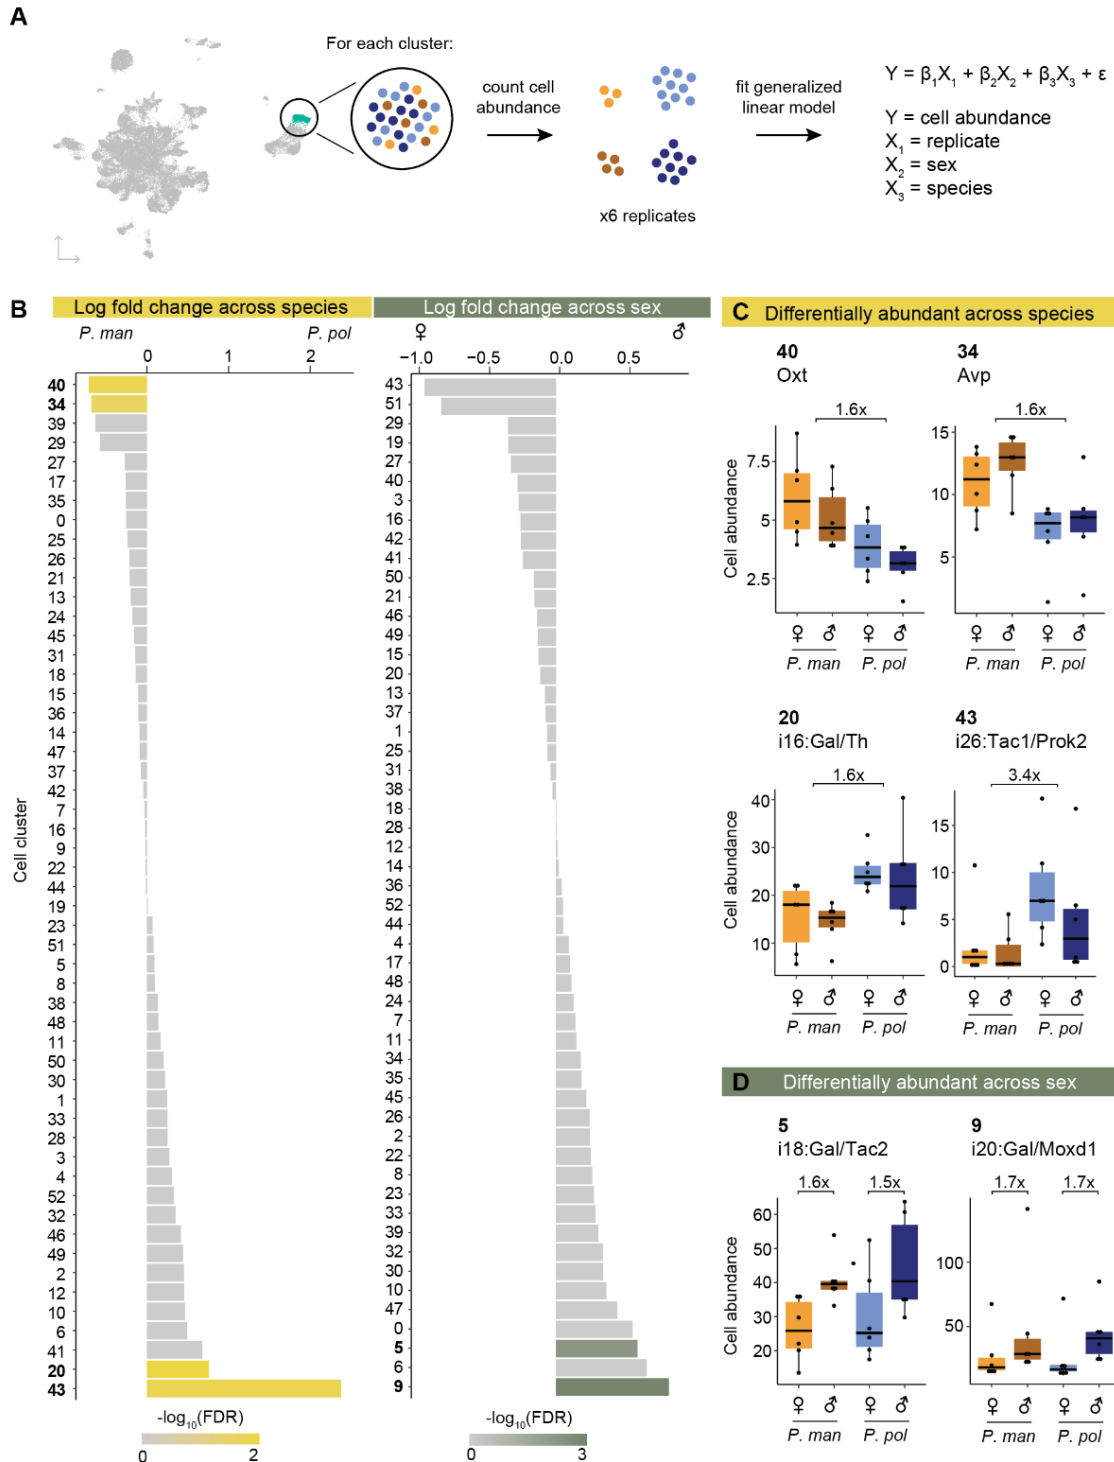 A
For each cluster:
count cell
abundance
x6 replicates
fit generalized
linear model
Y = β₁X₁ + β₂X₂ + β₃X₃ + ε
Y = cell abundance
X₁ = replicate
X₂ = sex
X₃ = species
B
Log fold change across species
P. man
P. pol
0 1 2
Cell cluster
40
34
39
29
27
17
35
0
25
26
21
13
24
45
31
18
15
36
14
47
37
42
7
16
9
22
44
19
23
51
5
8
38
48
11
50
30
1
33
28
3
4
52
32
46
49
2
12
10
6
41
20
43
-log₁₀(FDR)
0 2
Log fold change across sex
♀ ♂
−1.0 −0.5 0.0 0.5
43
51
29
19
27
40
3
16
42
41
50
21
46
49
15
20
13
37
1
25
31
38
18
28
12
14
36
52
44
4
17
48
24
7
11
34
35
45
26
2
22
8
23
33
39
32
30
10
47
0
5
6
9
-log₁₀(FDR)
0 3
C
Differentially abundant across species
40
Oxt
1.6x
Cell abundance
7.5
5
2.5
♀ ♂ ♀ ♂
P. man P. pol
34
Avp
1.6x
15
10
5
♀ ♂ ♀ ♂
P. man P. pol
20
i16:Gal/Th
1.6x
Cell abundance
40
30
20
10
♀ ♂ ♀ ♂
P. man P. pol
43
i26:Tac1/Prok2
3.4x
15
10
5
0
♀ ♂ ♀ ♂
P. man P. pol
D
Differentially abundant across sex
5
i18:Gal/Tac2
1.6x 1.5x
Cell abundance
60
50
40
30
20
♀ ♂ ♀ ♂
P. man P. pol
9
i20:Gal/Moxd1
1.7x 1.7x
100
50
♀ ♂ ♀ ♂
P. man P. pol